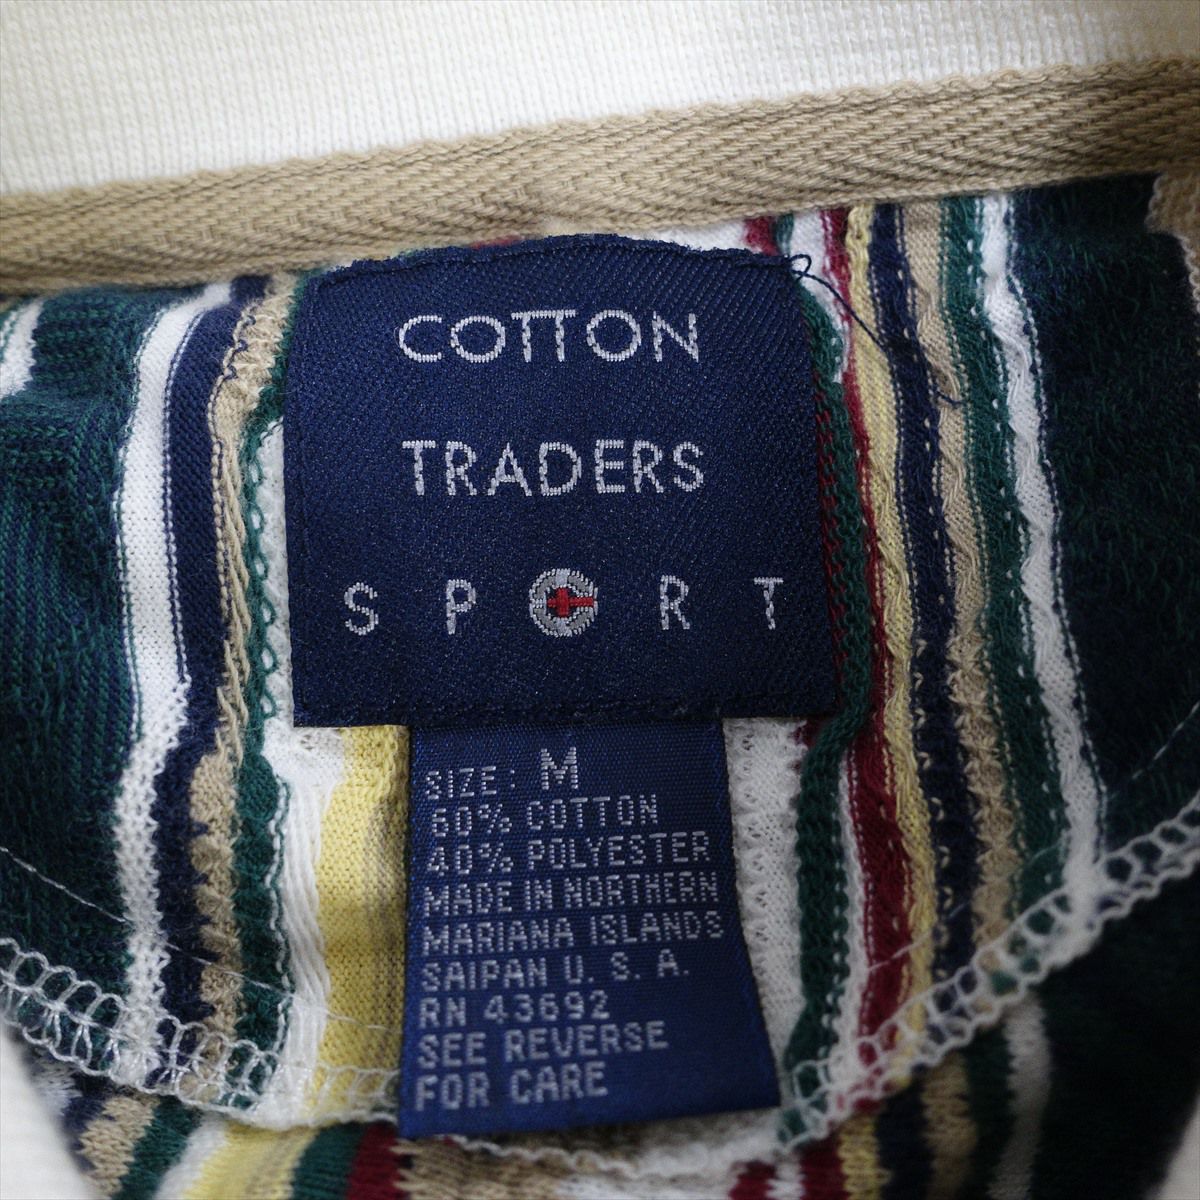 COTTON
TRADERS
SPORT
SIZE: M
60% COTTON
40% POLYESTER
MADE IN NORTHERN
MARIANA ISLANDS
SAIPAN U.S.A.
RN 43692
SEE REVERSE
FOR CARE